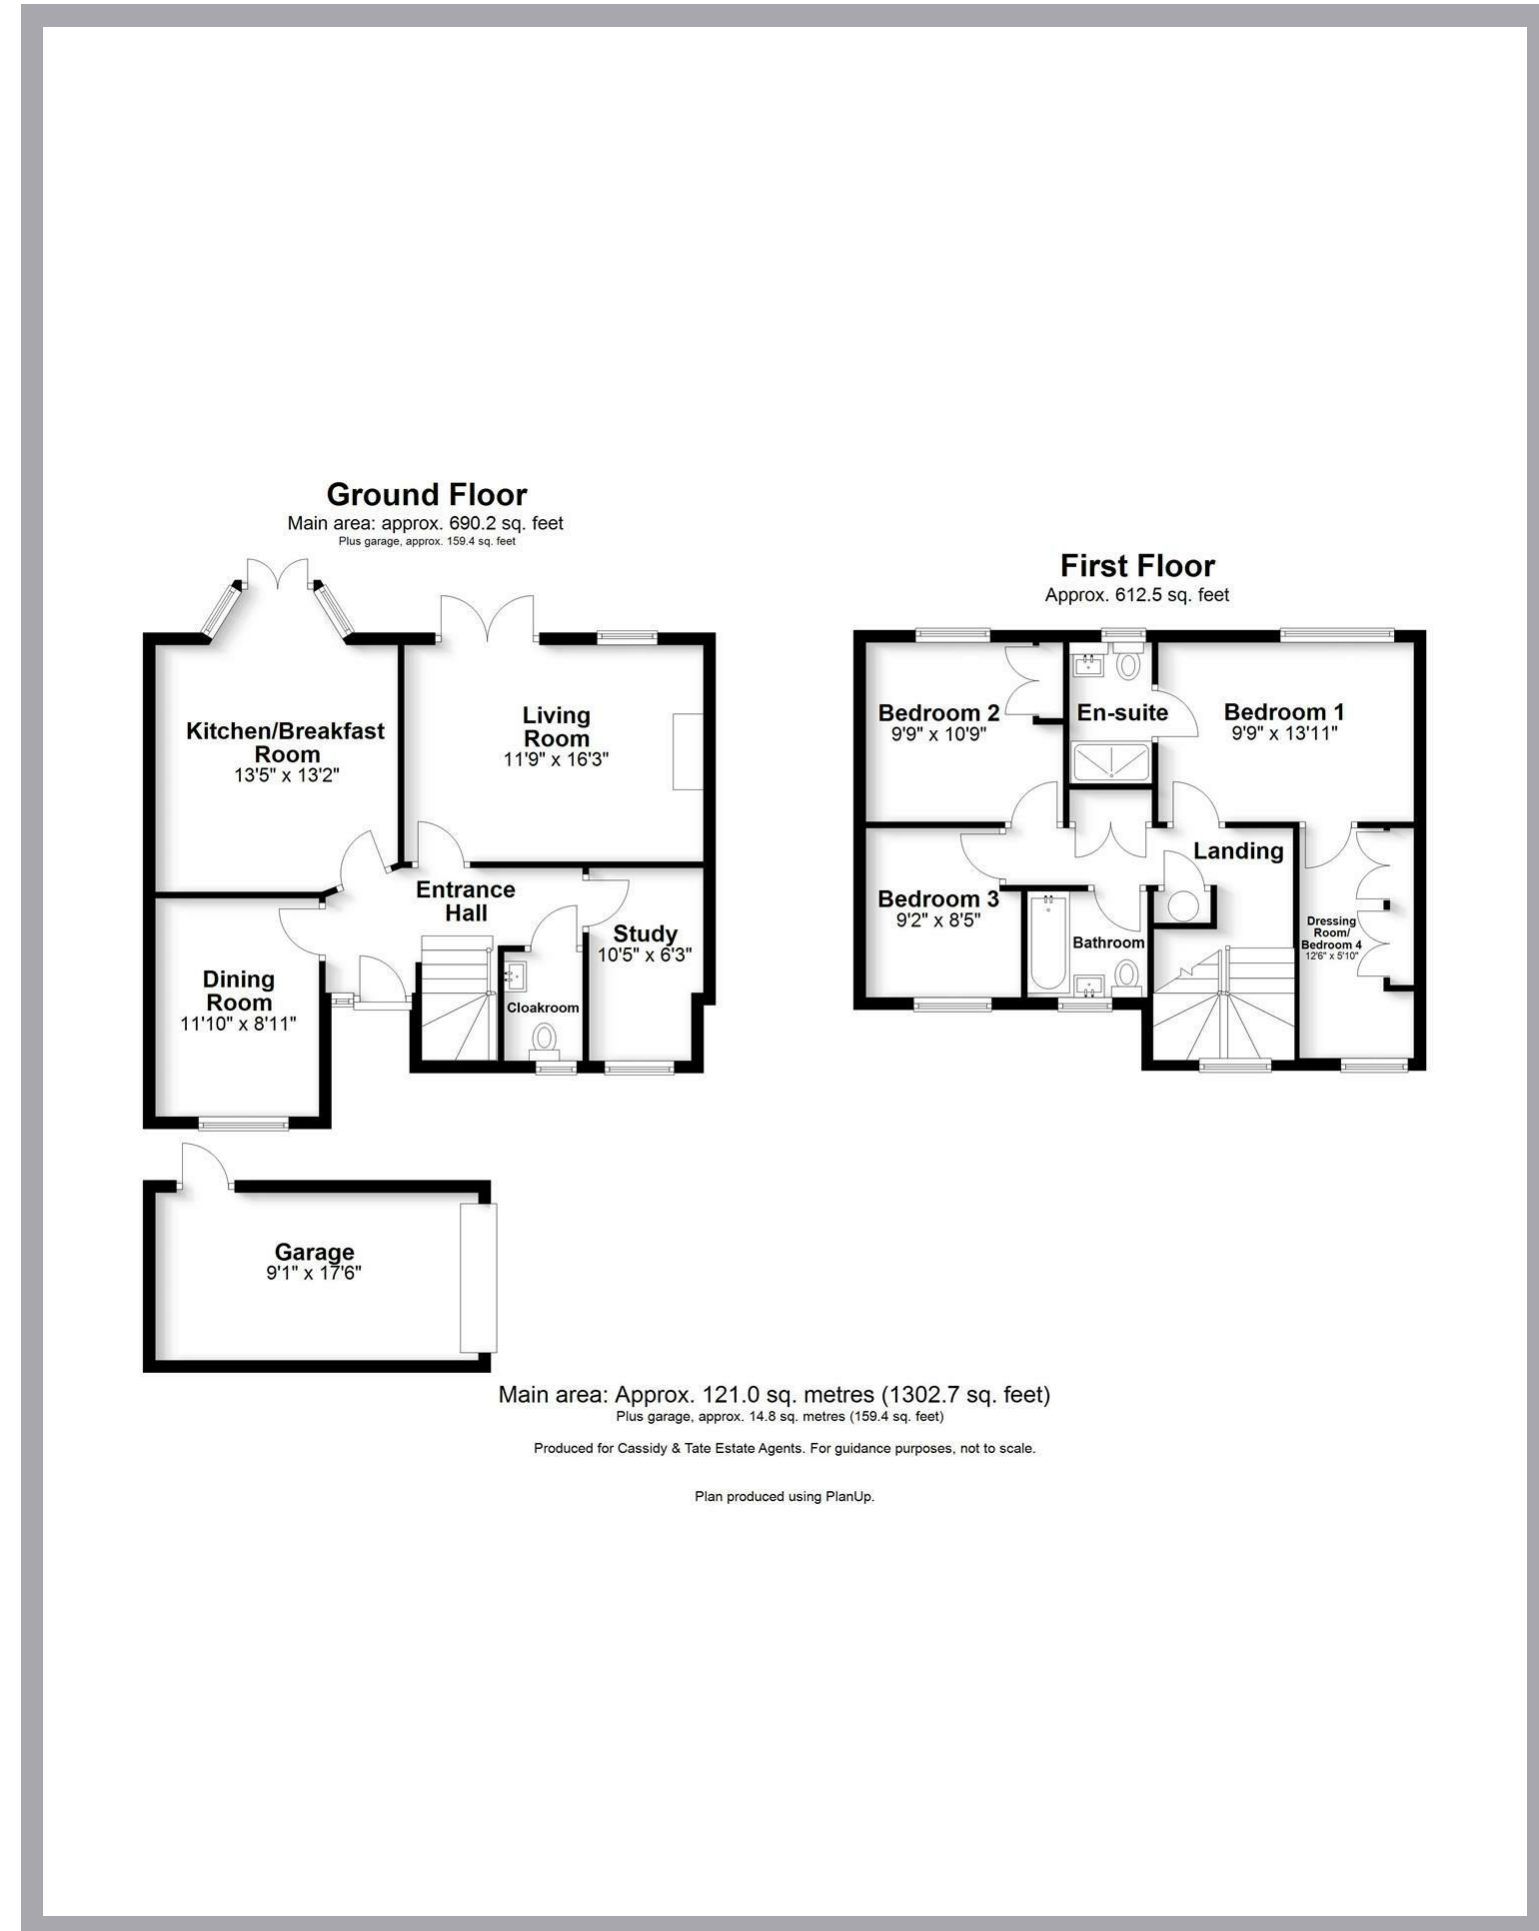 Ground Floor
Main area: approx. 690.2 sq. feet
Plus garage, approx. 159.4 sq. feet
Kitchen/Breakfast
Room
13'5" x 13'2"
Living
Room
11'9" x 16'3"
Entrance
Hall
Study
10'5" x 6'3"
Dining
Room
11'10" x 8'11"
Cloakroom
Garage
9'1" x 17'6"
First Floor
Approx. 612.5 sq. feet
Bedroom 2
9'9" x 10'9"
En-suite
Bedroom 1
9'9" x 13'11"
Landing
Bedroom 3
9'2" x 8'5"
Bathroom
Dressing
Room/
Bedroom 4
12'6" x 5'10"
Main area: Approx. 121.0 sq. metres (1302.7 sq. feet)
Plus garage, approx. 14.8 sq. metres (159.4 sq. feet)
Produced for Cassidy & Tate Estate Agents. For guidance purposes, not to scale.
Plan produced using PlanUp.